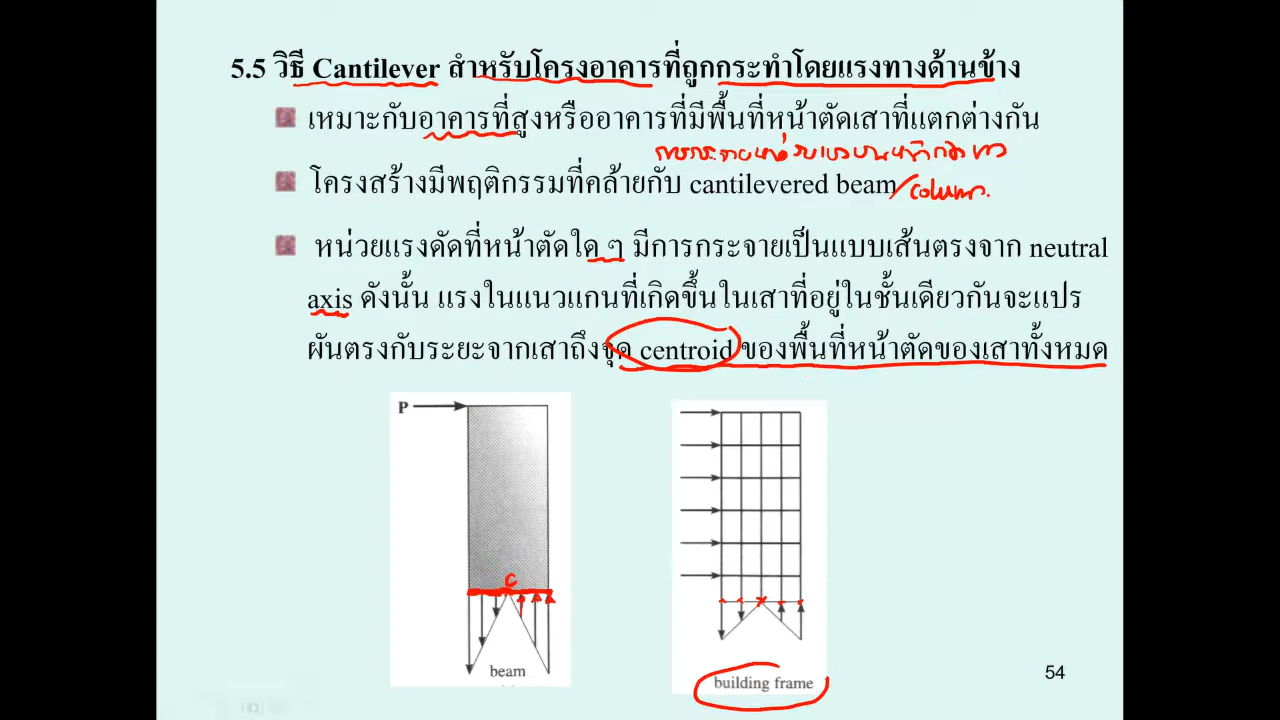 5.5 วิธี Cantilever สำหรับโครงอาคารที่ถูกกระทำโดยแรงทางด้านข้าง
เหมาะกับอาคารที่สูงหรืออาคารที่มีพื้นที่หน้าตัดเสาที่แตกต่างกัน
โครงสร้างมีพฤติกรรมที่คล้ายกับ cantilevered beam/column.
หน่วยแรงดัดที่หน้าตัดใด ๆ มีการกระจายเป็นแบบเส้นตรงจาก neutral
axis ดังนั้น แรงในแนวแกนที่เกิดขึ้นในเสาที่อยู่ในชั้นเดียวกันจะแปร
ผันตรงกับระยะจากเสาถึงจุด centroid ของพื้นที่หน้าตัดของเสาทั้งหมด
P
C
beam
building frame
54